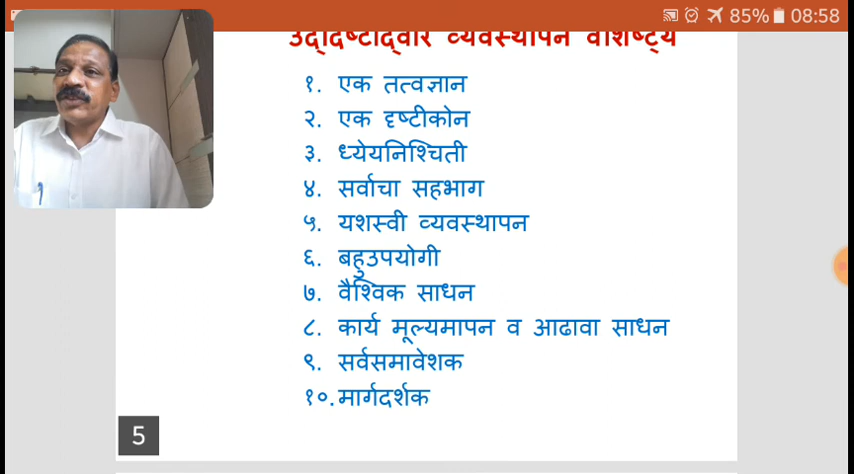 85% 08:58
व्यवस्थापन
१. एक तत्वज्ञान
२. एक दृष्टीकोन
३. ध्येयनिश्चिती
४. सर्वाचा सहभाग
५. यशस्वी व्यवस्थापन
६. बहुउपयोगी
७. वैश्विक साधन
८. कार्य मूल्यमापन व आढावा साधन
९. सर्वसमावेशक
१०. मार्गदर्शक
5